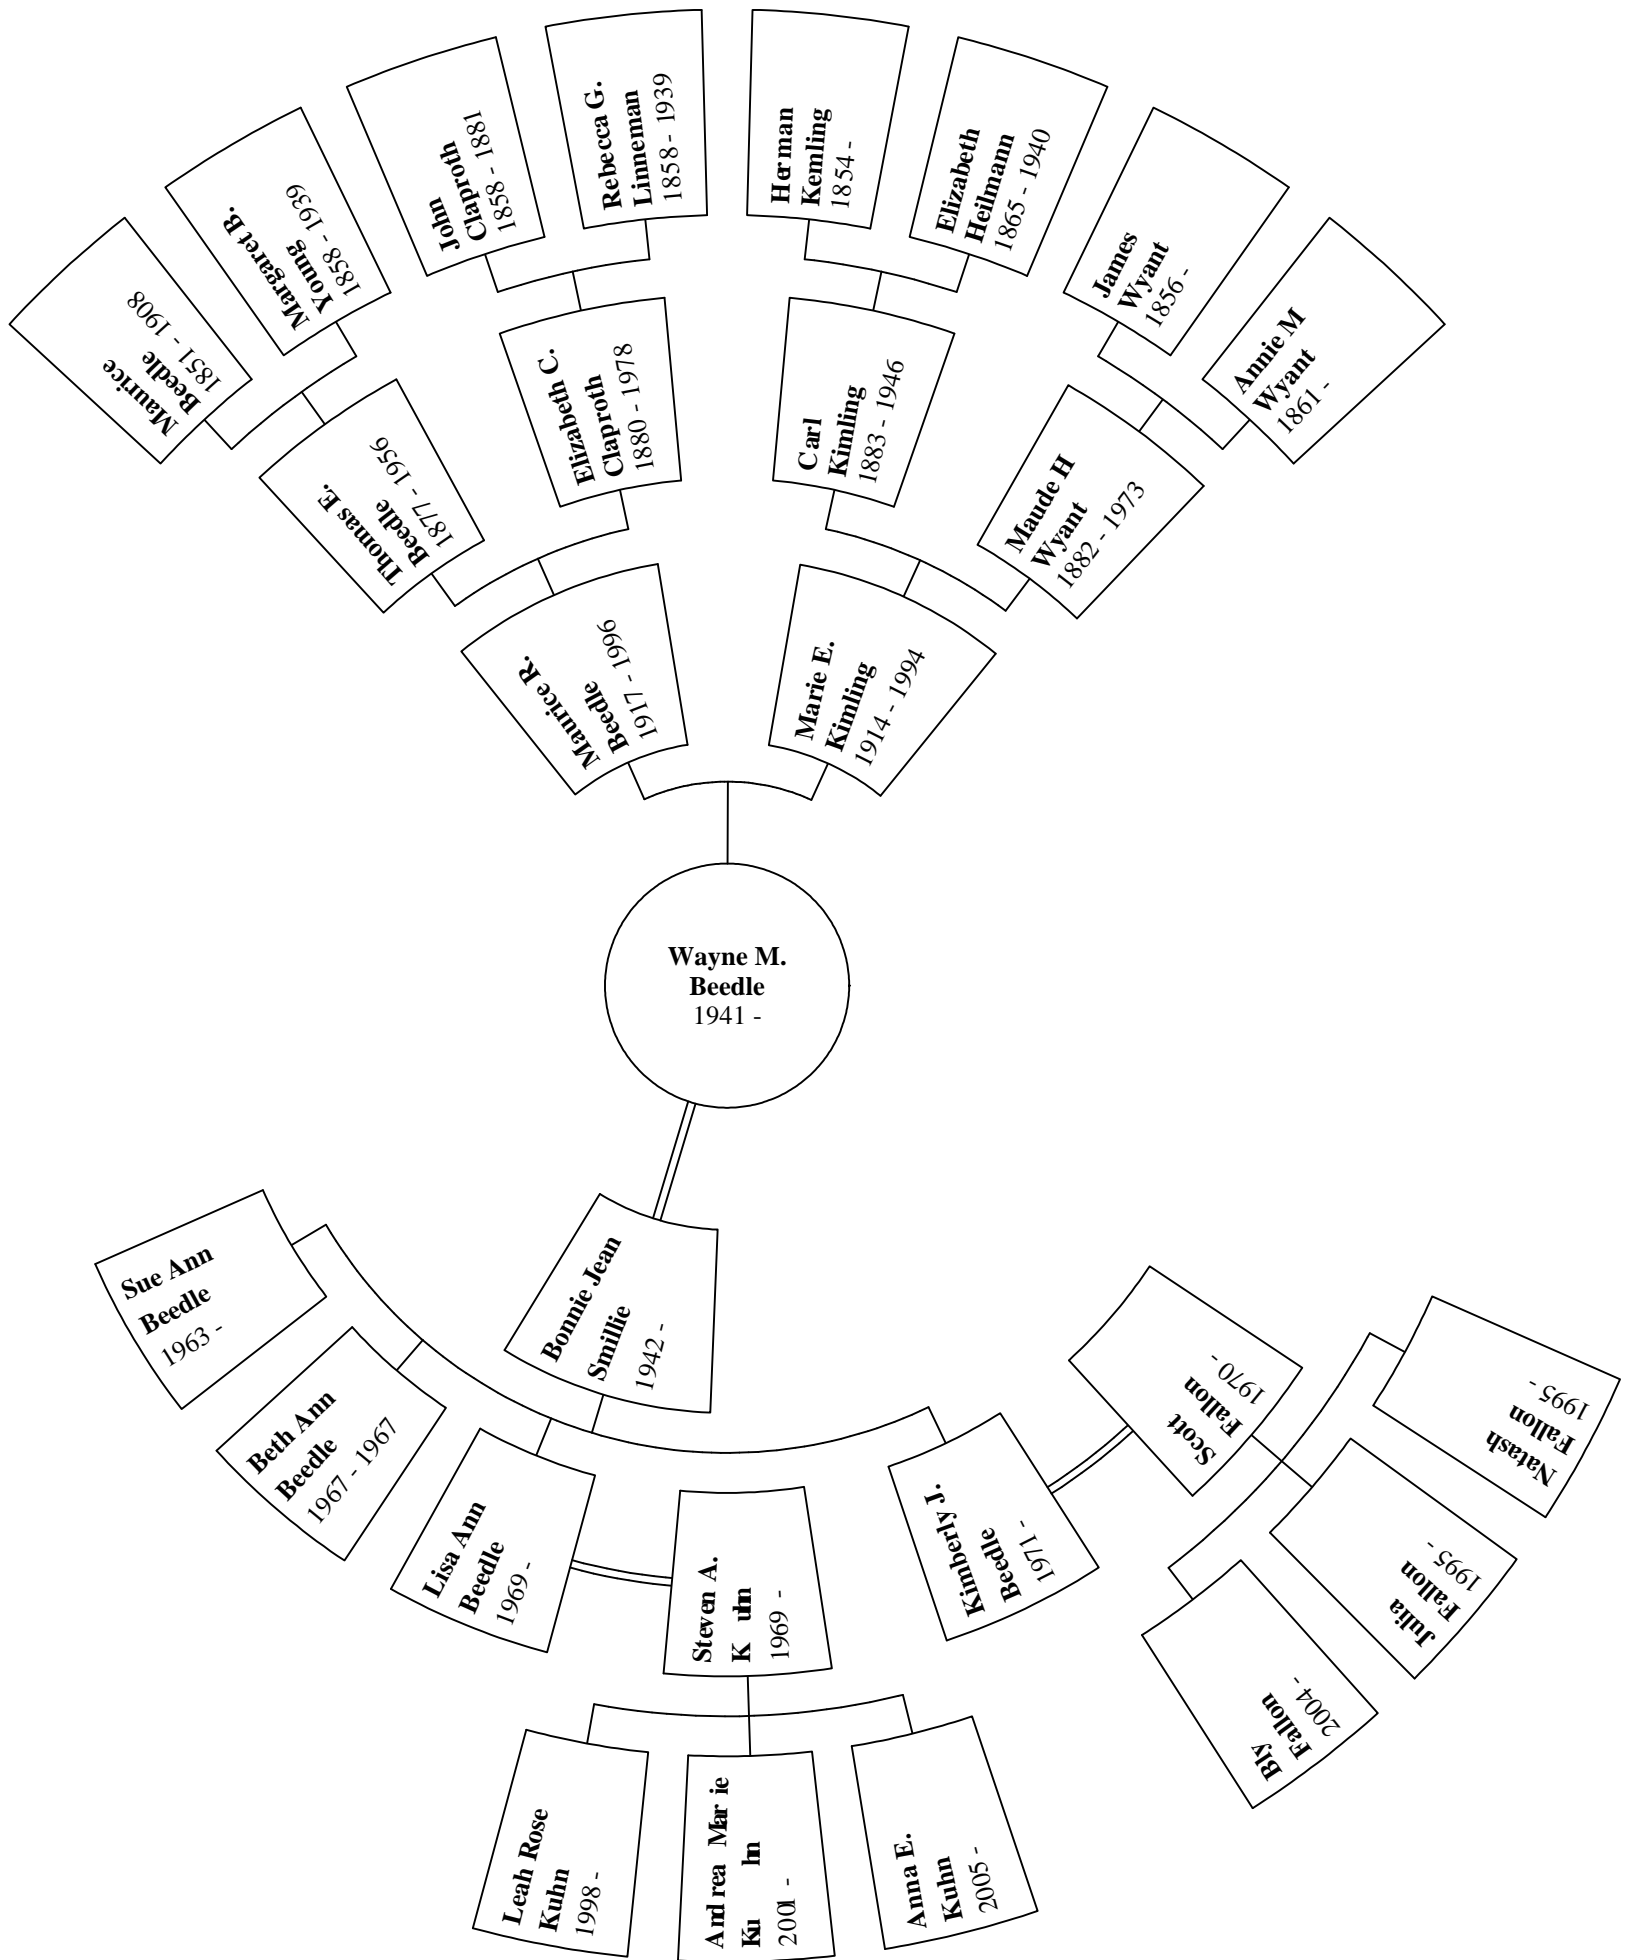 Maurice
Beedle
1851 - 1908
Margaret B.
Young
1858 - 1939
John
Claproth
1858 - 1881
Rebecca G.
Linneman
1858 - 1939
Herman
Kemling
1854 -
Elizabeth
Heilmann
1865 - 1940
James
Wyant
1856 -
Annie M
Wyant
1861 -
Thomas E.
Beedle
1877 - 1956
Elizabeth C.
Claproth
1880 - 1978
Carl
Kimling
1883 - 1946
Maude H
Wyant
1882 - 1973
Maurice R.
Beedle
1917 - 1996
Marie E.
Kimling
1914 - 1994
Wayne M.
Beedle
1941 -
Bonnie Jean
Smillie
1942 -
Sue Ann
Beedle
1963 -
Beth Ann
Beedle
1967 - 1967
Lisa Ann
Beedle
1969 -
Steven A.
Kuhn
1969 -
Kimberly J.
Beedle
1971 -
Scott
Fallon
1970 -
Natash
Fallon
1995 -
Julia
Fallon
1995 -
Bly
Fallon
2004 -
Leah Rose
Kuhn
1998 -
Andrea Marie
Kuhn
2001 -
Anna E.
Kuhn
2005 -